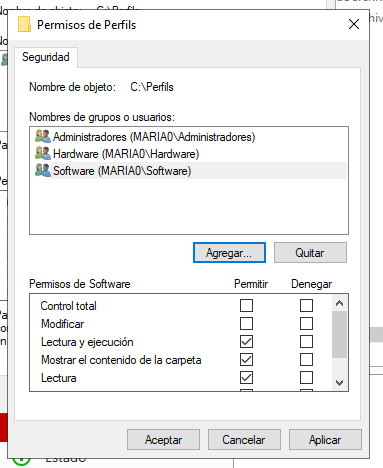 Permisos de Perfils
Seguridad
Nombre de objeto: C:\Perfils
Nombres de grupos o usuarios:
Administradores (MARIA0\Administradores)
Hardware (MARIA0\Hardware)
Software (MARIA0\Software)
Agregar... Quitar
Permisos de Software Permitir Denegar
Control total
Modificar
Lectura y ejecución
Mostrar el contenido de la carpeta
Lectura
Aceptar Cancelar Aplicar
Estado